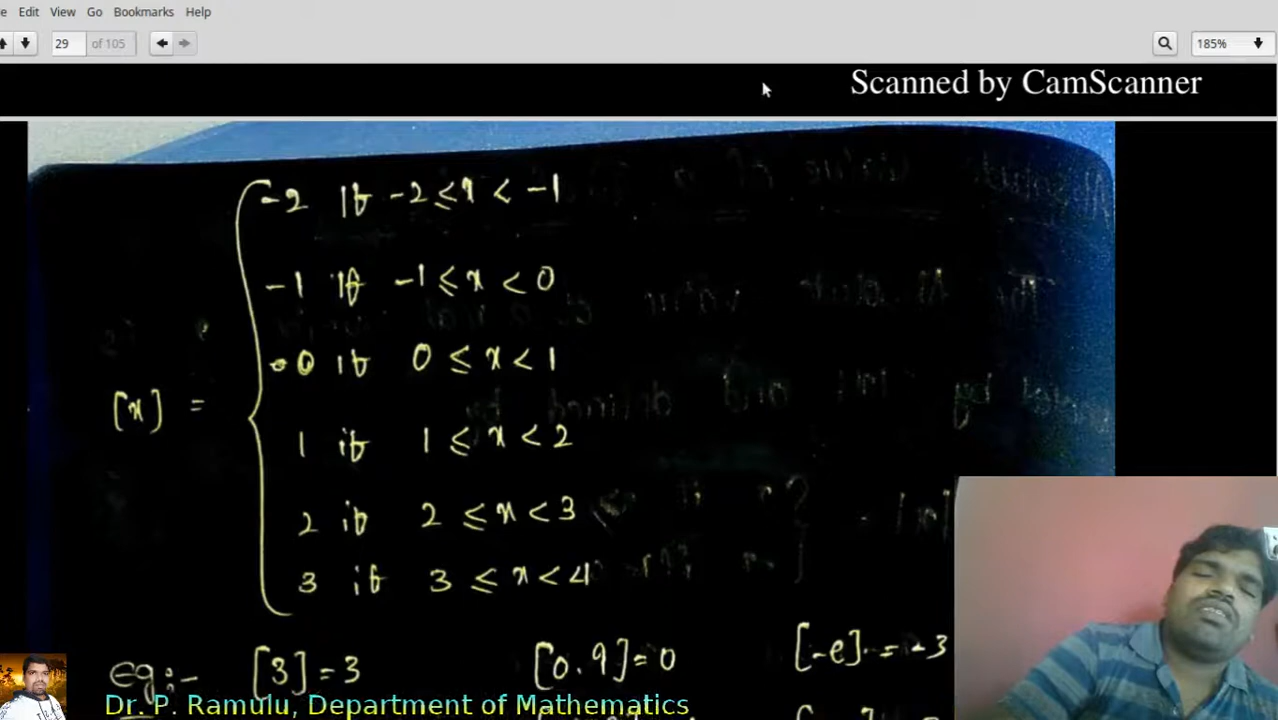 Edit View Go Bookmarks Help
29 of 105 185%
Scanned by CamScanner
-2 if -2 ≤ x < -1
-1 if -1 ≤ x < 0
0 if 0 ≤ x < 1
[x] =
1 if 1 ≤ x < 2
2 if 2 ≤ x < 3
3 if 3 ≤ x < 4
Eg:- [3] = 3 [0.9] = 0 [-e] = -3
Dr. P. Ramulu, Department of Mathematics